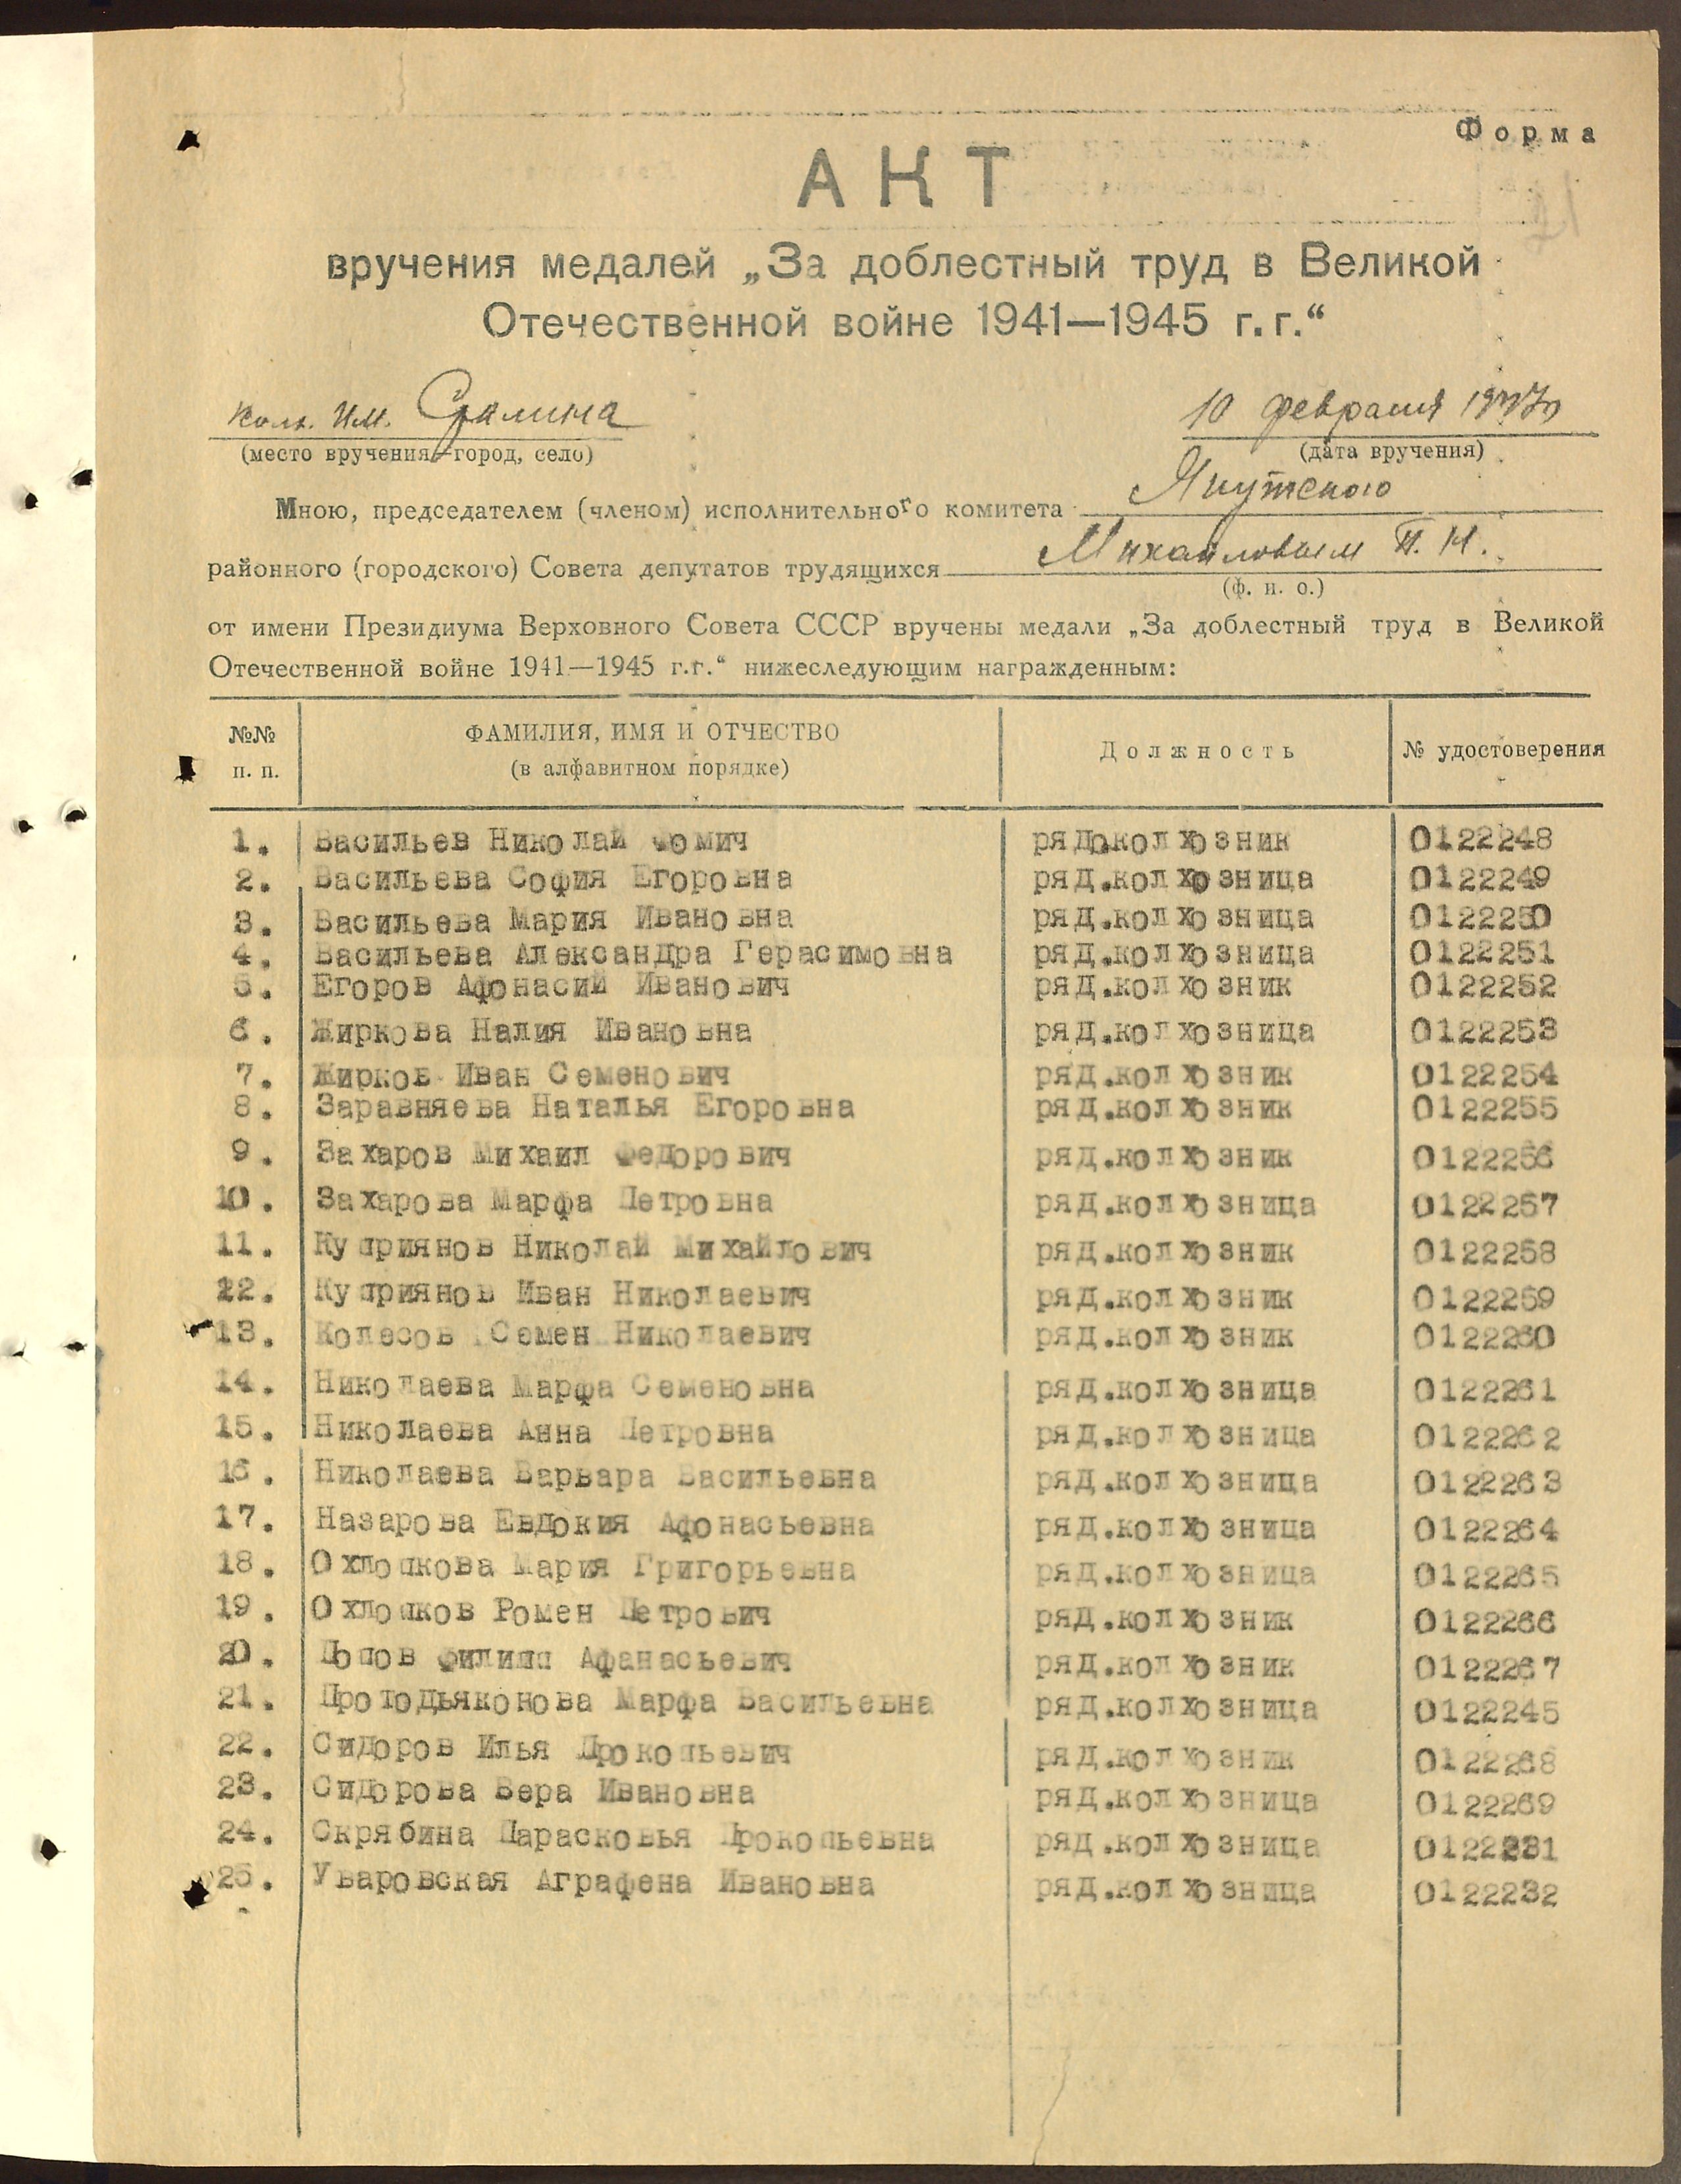 Форма
АКТ
вручения медалей „За доблестный труд в Великой
Отечественной войне 1941—1945 г.г.“
Колх. им. Сталина
10 февраля 1947г
(место вручения—город, село)
(дата вручения)
Мною, председателем (членом) исполнительного комитета Якутского
районного (городского) Совета депутатов трудящихся Михайловым П. Н.
(ф. и. о.)
от имени Президиума Верховного Совета СССР вручены медали „За доблестный труд в Великой
Отечественной войне 1941—1945 г.г.“ нижеследующим награжденным:
№№ п. п. ФАМИЛИЯ, ИМЯ И ОТЧЕСТВО (в алфавитном порядке) Должность № удостоверения
1. Васильев Николай Фомич рядо.колхозник 0122248
2. Васильева София Егоровна ряд.колхозница 0122249
3. Васильева Мария Ивановна ряд.колхозница 0122250
4. Васильева Александра Герасимовна ряд.колхозница 0122251
5. Егоров Афонасий Иванович ряд.колхозник 0122252
6. Жиркова Налия Ивановна ряд.колхозница 0122253
7. Жирков Иван Семенович ряд.колхозник 0122254
8. Заравняева Наталья Егоровна ряд.колхозник 0122255
9. Захаров Михаил Федорович ряд.колхозник 0122256
10. Захарова Марфа Петровна ряд.колхозница 0122257
11. Куприянов Николай Михайлович ряд.колхозник 0122258
12. Куприянов Иван Николаевич ряд.колхозник 0122259
13. Колесов Семен Николаевич ряд.колхозник 0122260
14. Николаева Марфа Семеновна ряд.колхозница 0122261
15. Николаева Анна Петровна ряд.колхозница 0122262
16. Николаева Варвара Васильевна ряд.колхозница 0122263
17. Назарова Евдокия Афонасьевна ряд.колхозница 0122264
18. Охлопкова Мария Григорьевна ряд.колхозница 0122265
19. Охлопков Ромен Петрович ряд.колхозник 0122266
20. Попов Филипп Афанасьевич ряд.колхозник 0122267
21. Протодьяконова Марфа Васильевна ряд.колхозница 0122245
22. Сидоров Илья Прокопьевич ряд.колхозник 0122268
23. Сидорова Вера Ивановна ряд.колхозница 0122269
24. Скрябина Парасковья Прокопьевна ряд.колхозница 0122231
25. Уваровская Аграфена Ивановна ряд.колхозница 0122232